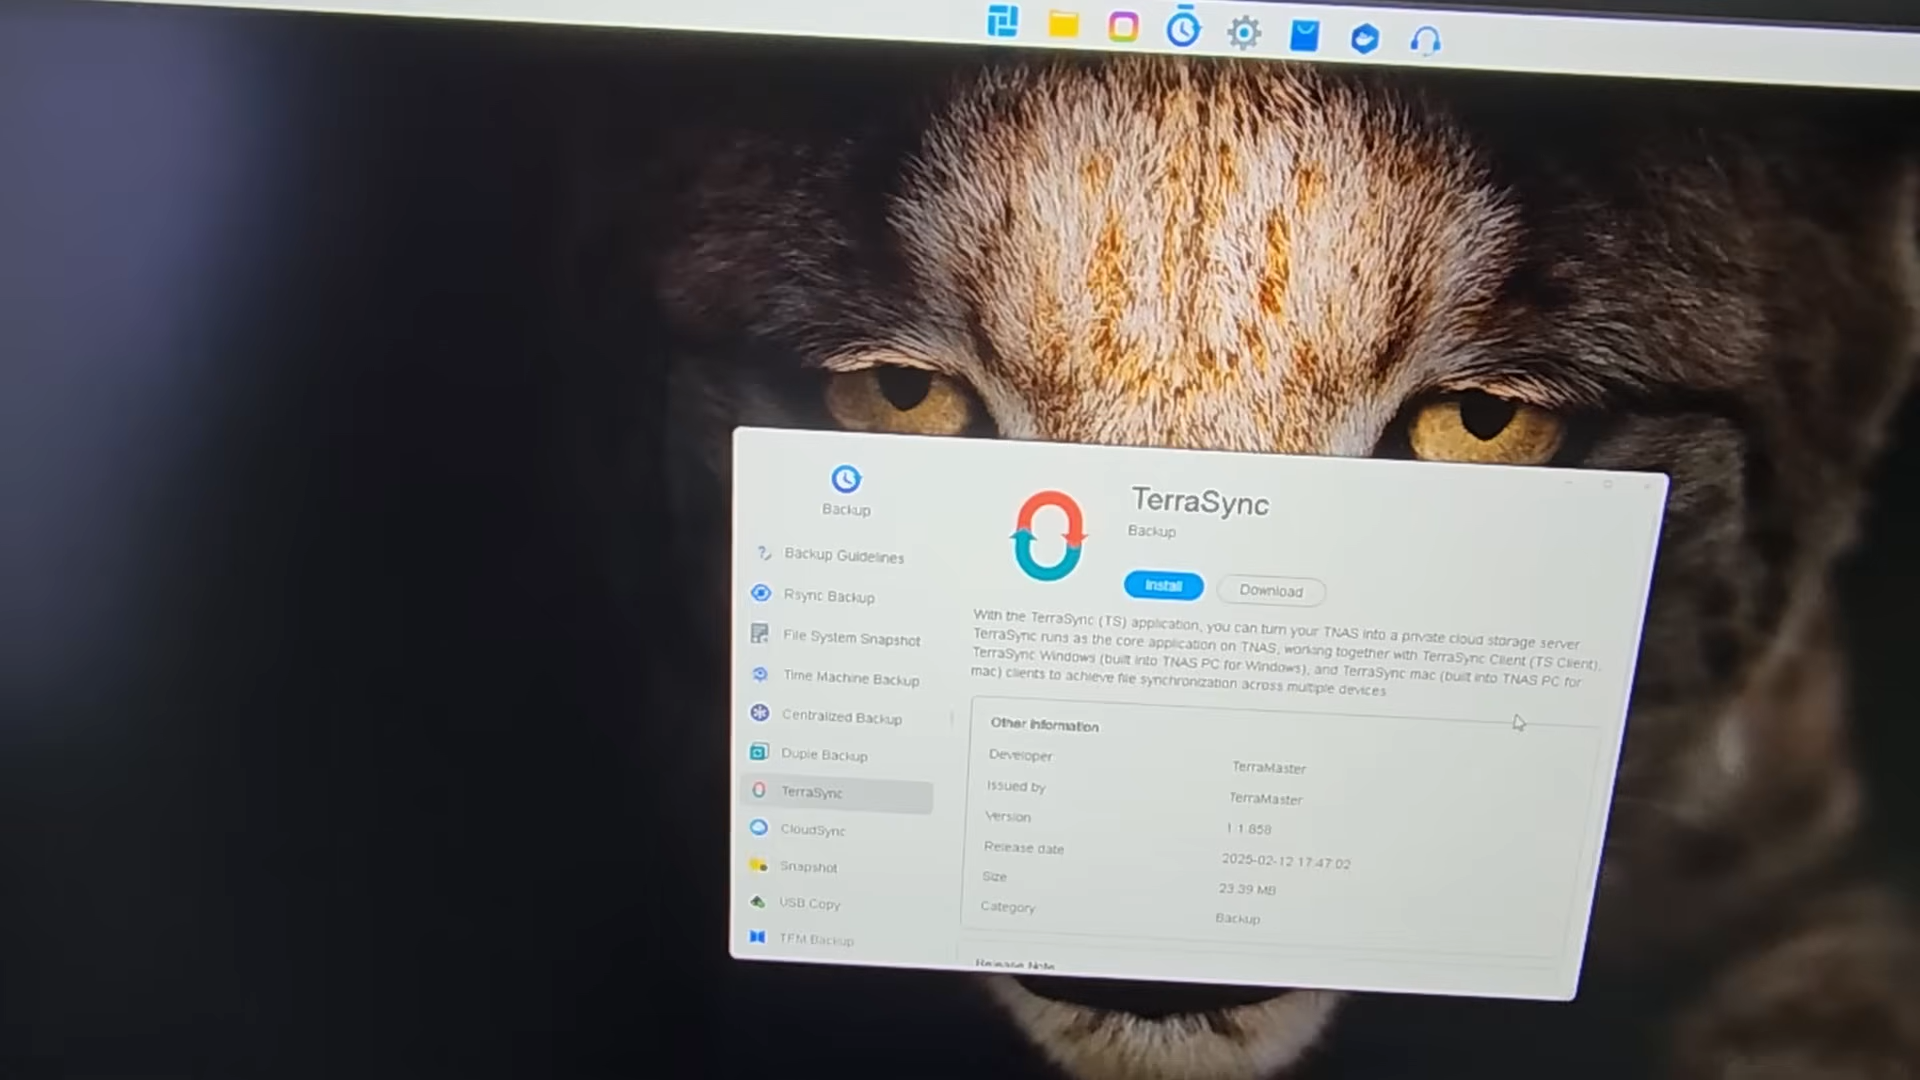 Backup
Backup Guidelines
Rsync Backup
File System Snapshot
Time Machine Backup
Centralized Backup
Duple Backup
TerraSync
CloudSync
Snapshot
USB Copy
TFM Backup
TerraSync
Backup
Install
Download
With the TerraSync (TS) application, you can turn your TNAS into a private cloud storage server
TerraSync runs as the core application on TNAS, working together with TerraSync Client (TS Client),
TerraSync Windows (built into TNAS PC for Windows), and TerraSync mac (built into TNAS PC for
mac) clients to achieve file synchronization across multiple devices
Other Information
Developer TerraMaster
Issued by TerraMaster
Version 1.1.858
Release date 2025-02-12 17:47:02
Size 23.39 MB
Category Backup
Release Note